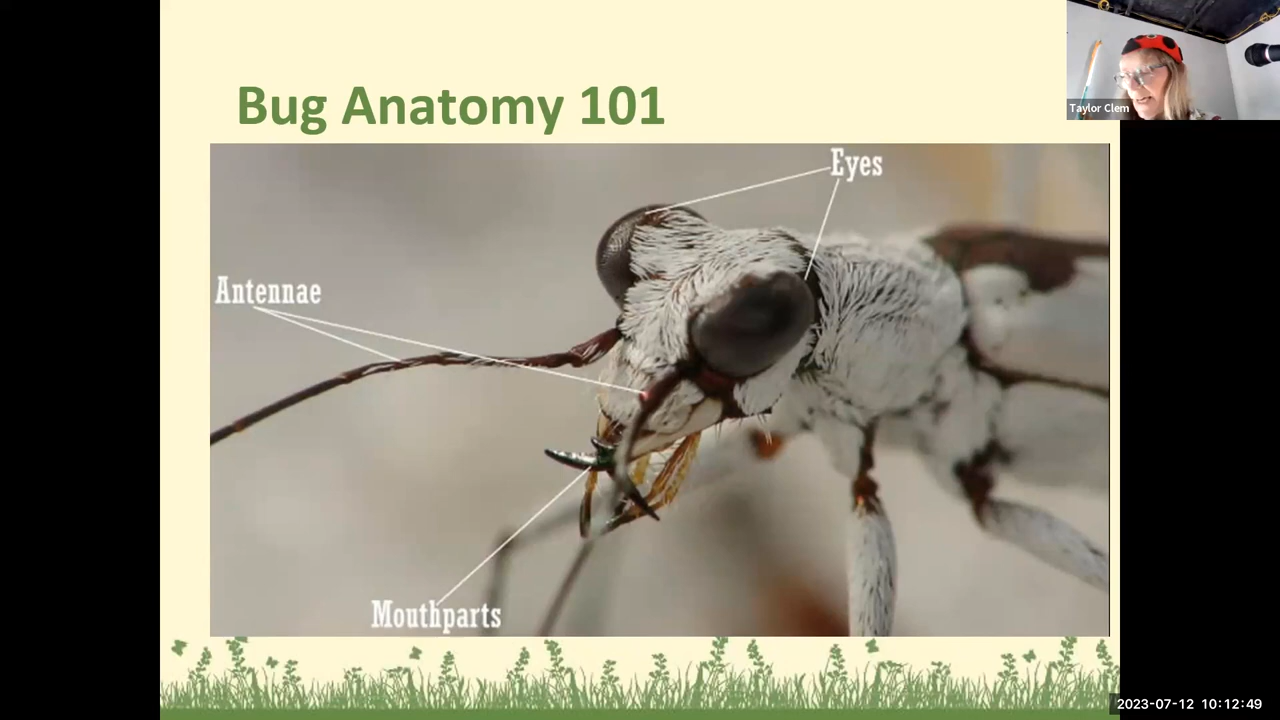 Bug Anatomy 101
Taylor Clem
Eyes
Antennae
Mouthparts
2023-07-12 10:12:49